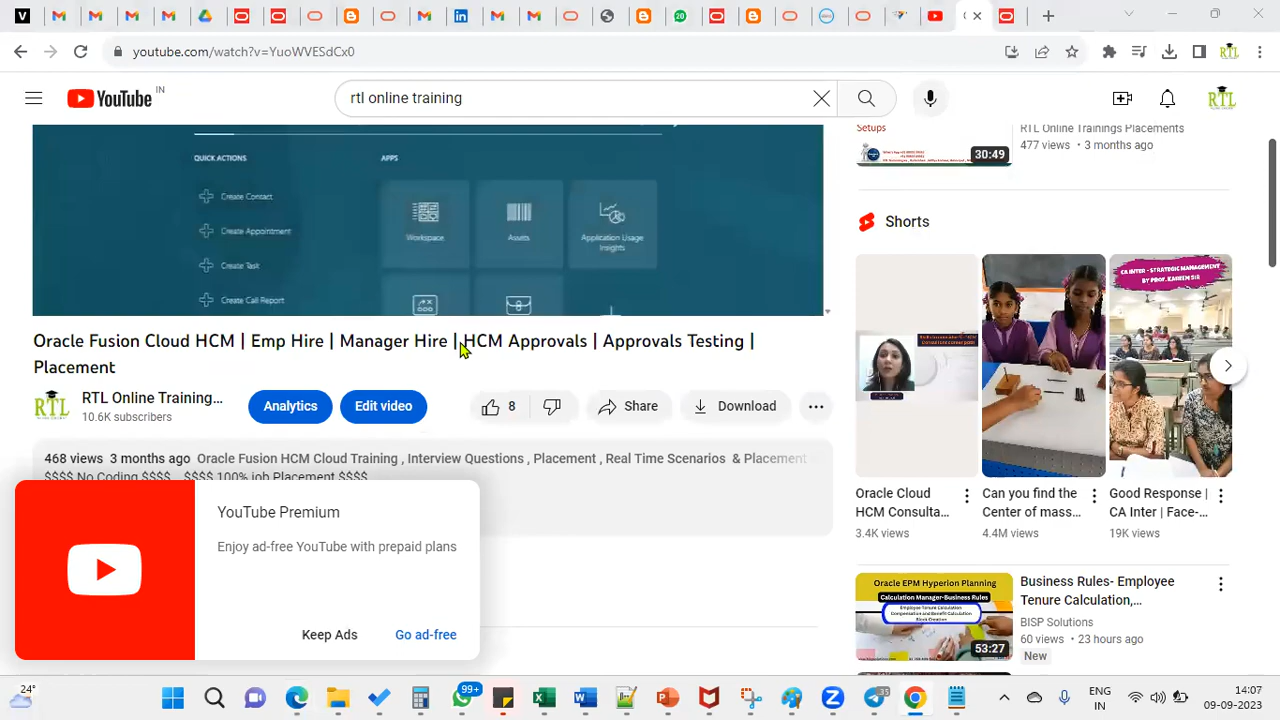 youtube.com/watch?v=YuoWVESdCx0
RTL
YouTube IN
rtl online training
RTL
QUICK ACTIONS
APPS
Create Contact
Create Appointment
Create Task
Create Call Report
Workspace
Assets
Application Usage
Insights
Oracle Fusion Cloud HCM | Emp Hire | Manager Hire | HCM Approvals | Approvals Testing |
Placement
RTL
RTL Online Training...
10.6K subscribers
Analytics
Edit video
8
Share
Download
468 views 3 months ago Oracle Fusion HCM Cloud Training , Interview Questions , Placement , Real Time Scenarios & Placement
$$$$ No Coding $$$$ , $$$$ 100% job Placement $$$$
YouTube Premium
Enjoy ad-free YouTube with prepaid plans
Keep Ads
Go ad-free
Setups
30:49
RTL Online Trainings Placements
477 views • 3 months ago
Shorts
CA INTER - STRATEGIC MANAGEMENT
Oracle Cloud
HCM Consulta...
3.4K views
Can you find the
Center of mass...
4.4M views
Good Response |
CA Inter | Face-...
19K views
Oracle EPM Hyperion Planning
Calculation Manager-Business Rules
Employee Tenure Calculation,
53:27
Business Rules- Employee
Tenure Calculation,...
BISP Solutions
60 views • 23 hours ago
New
24°
99+
35
ENG
IN
14:07
09-09-2023